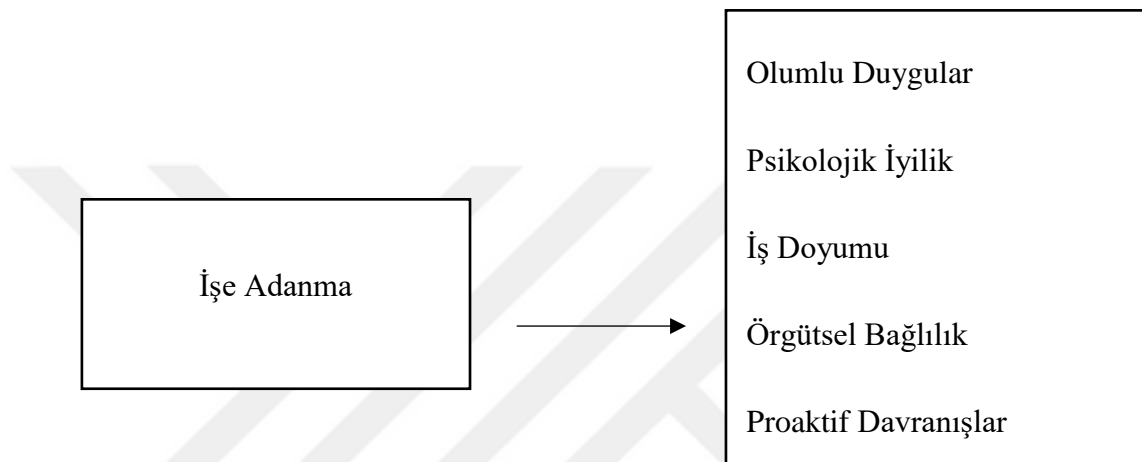 İşe Adanma
Olumlu Duygular
Psikolojik İyilik
İş Doyumu
Örgütsel Bağlılık
Proaktif Davranışlar